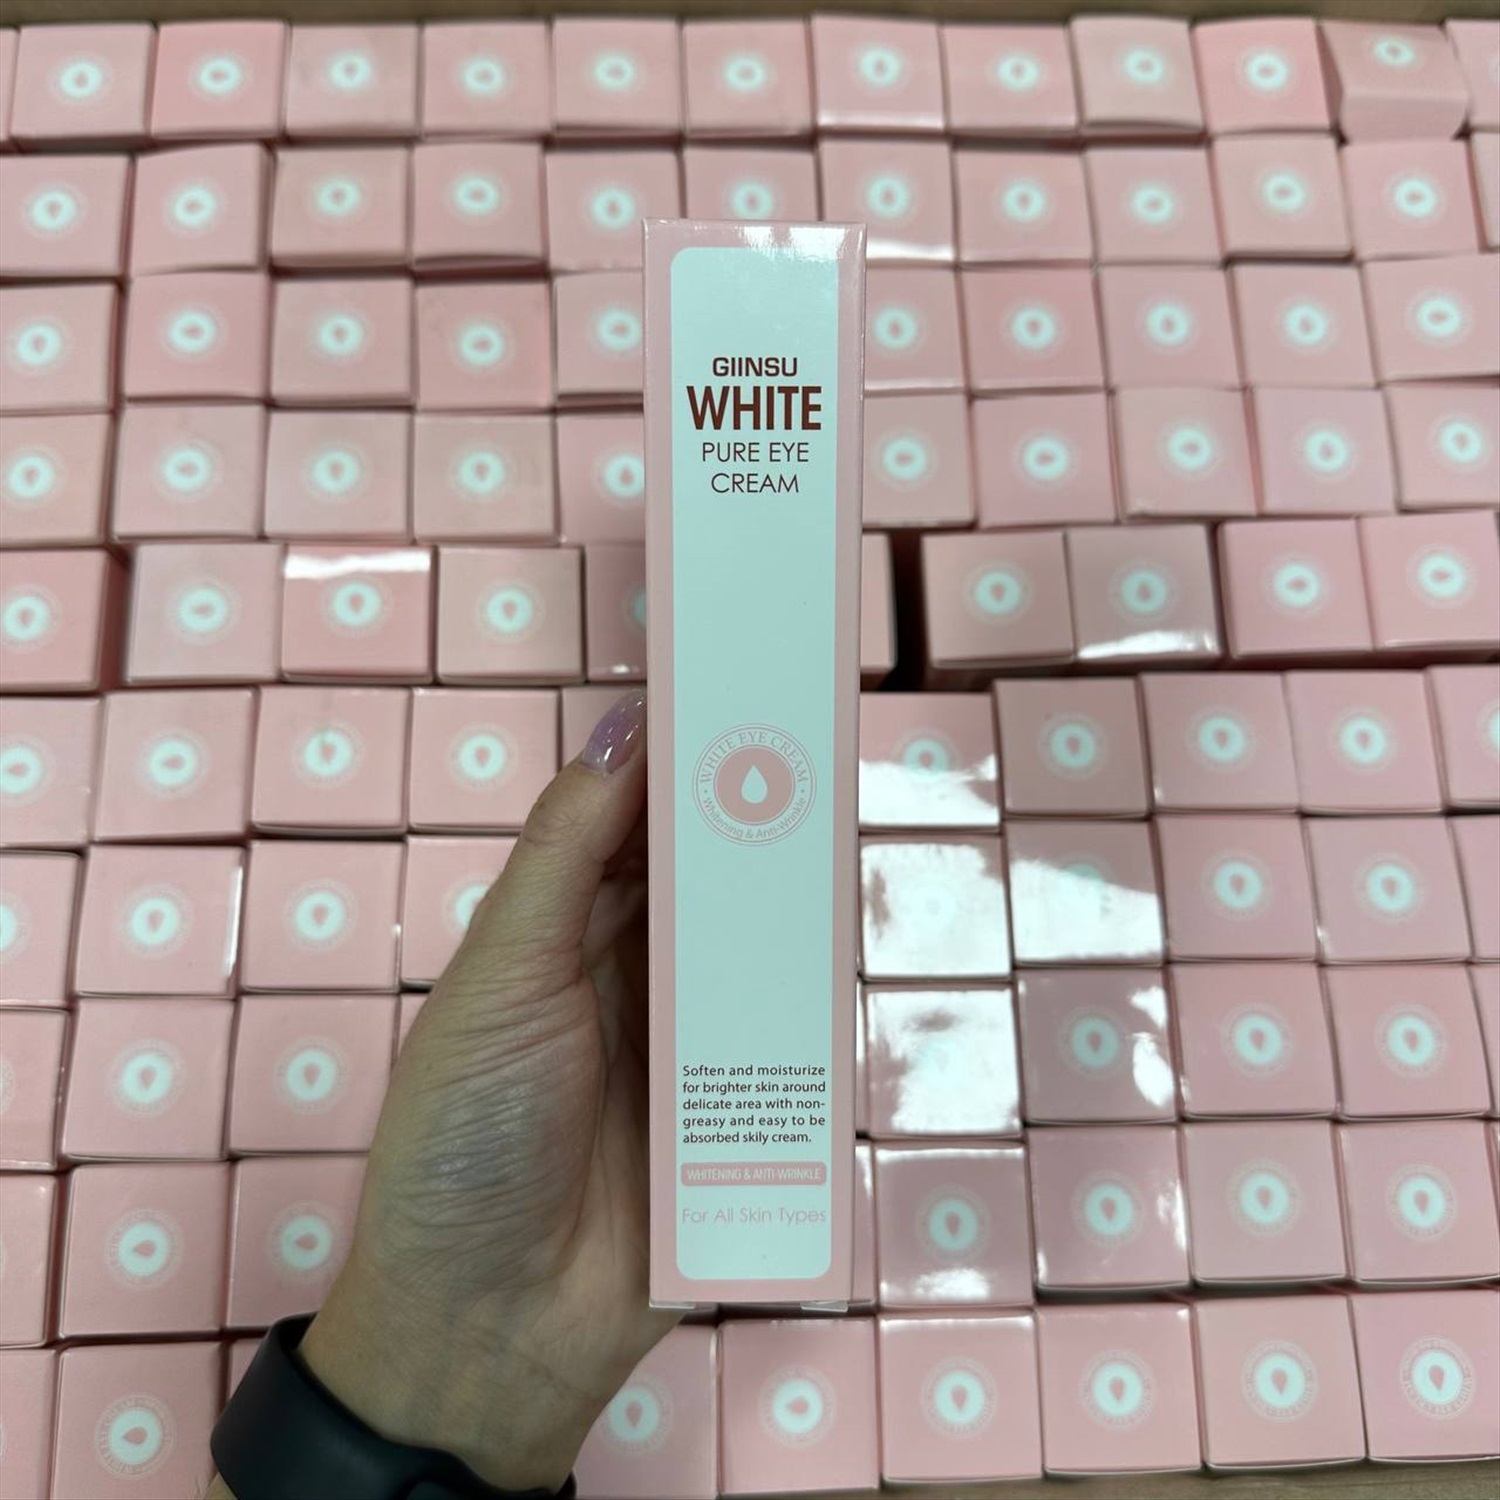 GIINSU
WHITE
PURE EYE
CREAM
WHITE EYE CREAM
Whitening & Anti-Wrinkle
Soften and moisturize
for brighter skin around
delicate area with non-
greasy and easy to be
absorbed skily cream.
WHITENING & ANTI-WRINKLE
For All Skin Types